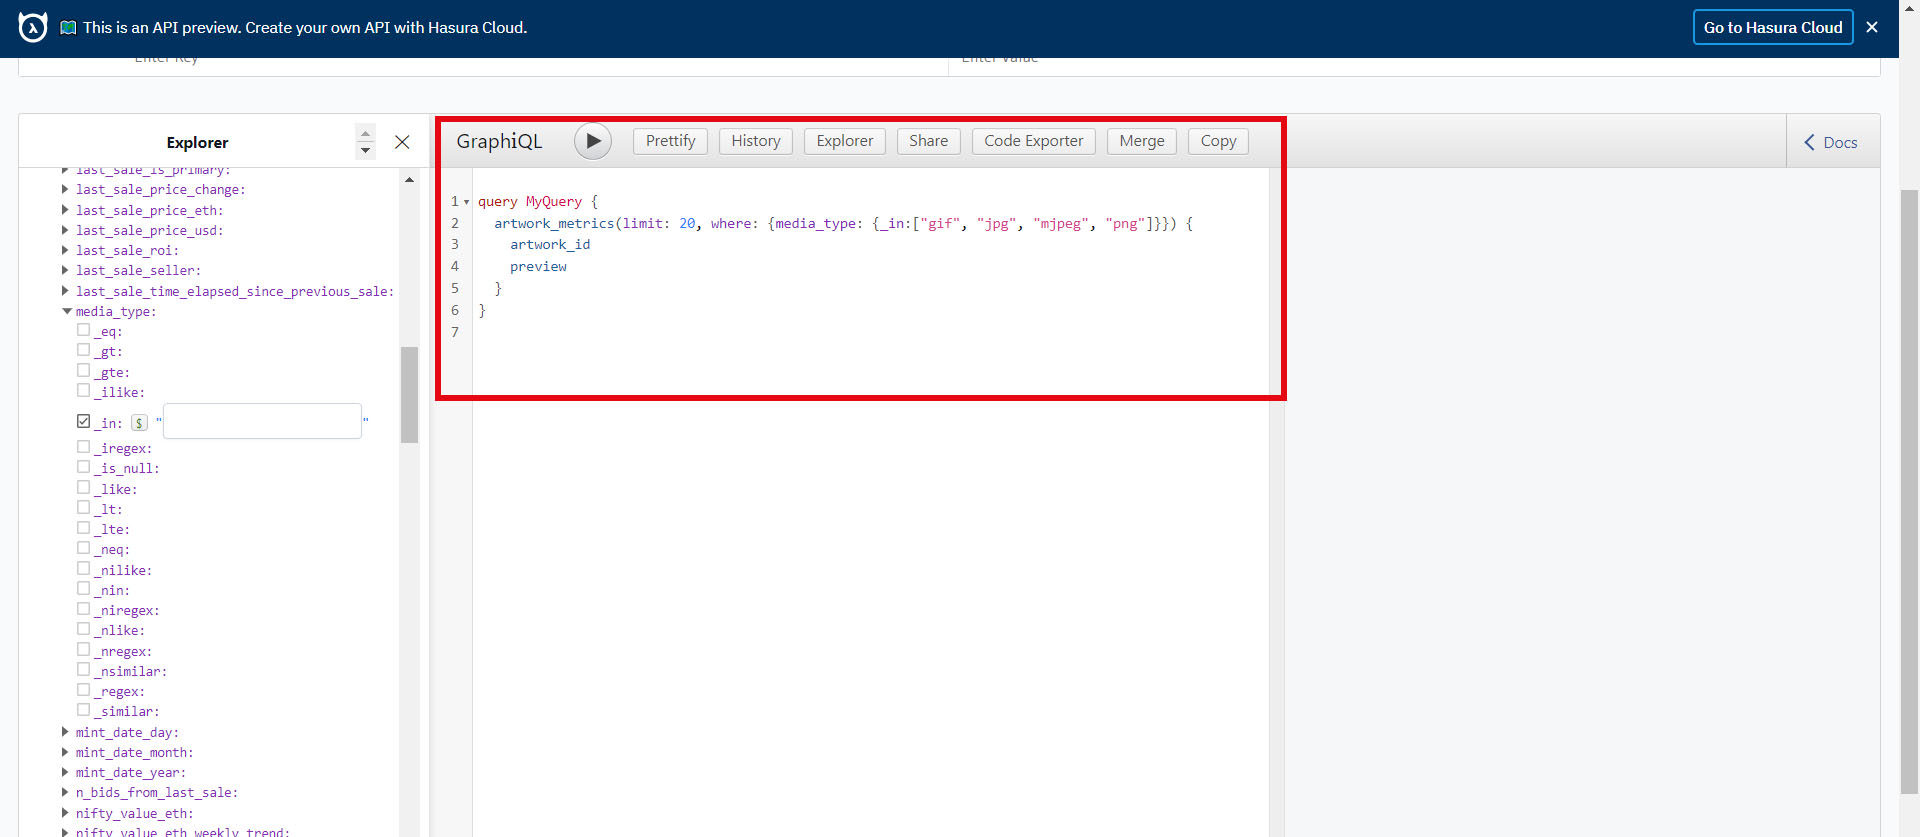 This is an API preview. Create your own API with Hasura Cloud.
Go to Hasura Cloud
Enter Key
Enter Value
Explorer
last_sale_is_primary:
last_sale_price_change:
last_sale_price_eth:
last_sale_price_usd:
last_sale_roi:
last_sale_seller:
last_sale_time_elapsed_since_previous_sale:
media_type:
_eq:
_gt:
_gte:
_ilike:
_in: $ " "
_iregex:
_is_null:
_like:
_lt:
_lte:
_neq:
_nilike:
_nin:
_niregex:
_nlike:
_nregex:
_nsimilar:
_regex:
_similar:
mint_date_day:
mint_date_month:
mint_date_year:
n_bids_from_last_sale:
nifty_value_eth:
nifty_value_eth_weekly_trend:
GraphiQL
Prettify
History
Explorer
Share
Code Exporter
Merge
Copy
Docs
1 query MyQuery {
2 artwork_metrics(limit: 20, where: {media_type: {_in:["gif", "jpg", "mjpeg", "png"]}}) {
3 artwork_id
4 preview
5 }
6 }
7